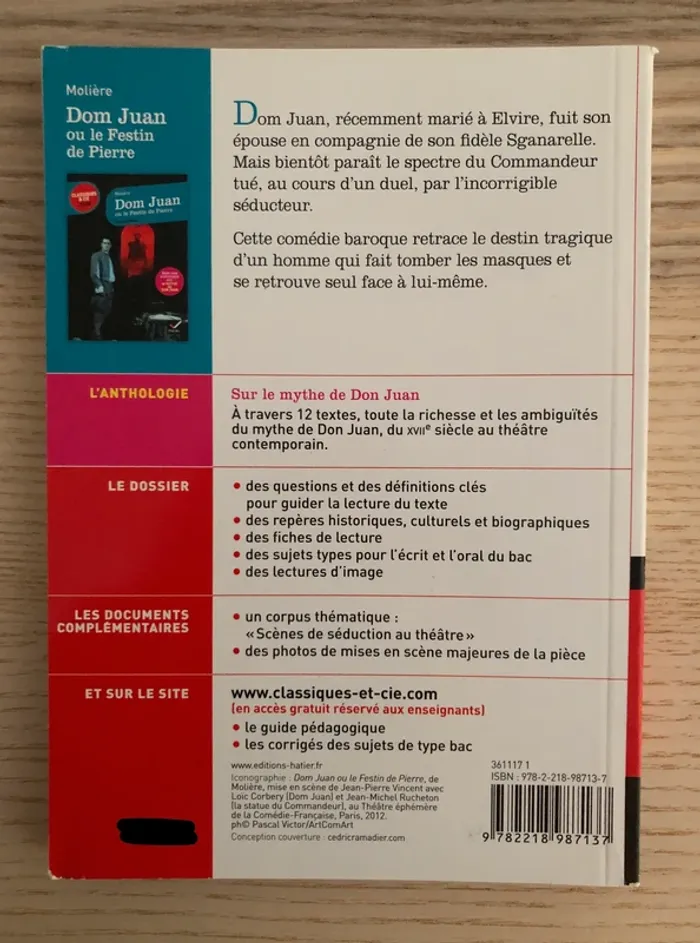 Molière
Dom Juan
ou le Festin
de Pierre
CLASSIQUES
& CIE
Molière
Dom Juan
ou le Festin de Pierre
Dom Juan, récemment marié à Elvire, fuit son
épouse en compagnie de son fidèle Sganarelle.
Mais bientôt paraît le spectre du Commandeur
tué, au cours d'un duel, par l'incorrigible
séducteur.
Cette comédie baroque retrace le destin tragique
d'un homme qui fait tomber les masques et
se retrouve seul face à lui-même.
L'ANTHOLOGIE
Sur le mythe de Don Juan
À travers 12 textes, toute la richesse et les ambiguïtés
du mythe de Don Juan, du XVIIe siècle au théâtre
contemporain.
LE DOSSIER
• des questions et des définitions clés
pour guider la lecture du texte
• des repères historiques, culturels et biographiques
• des fiches de lecture
• des sujets types pour l'écrit et l'oral du bac
• des lectures d'image
LES DOCUMENTS
COMPLÉMENTAIRES
• un corpus thématique :
« Scènes de séduction au théâtre »
• des photos de mises en scène majeures de la pièce
ET SUR LE SITE
www.classiques-et-cie.com
(en accès gratuit réservé aux enseignants)
• le guide pédagogique
• les corrigés des sujets de type bac
www.editions-hatier.fr
Iconographie : Dom Juan ou le Festin de Pierre, de
Molière, mise en scène de Jean-Pierre Vincent avec
Loïc Corbery (Dom Juan) et Jean-Michel Rucheton
(la statue du Commandeur), au Théâtre éphémère
de la Comédie-Française, Paris, 2012.
ph© Pascal Victor/ArtComArt
Conception couverture : cedricramadier.com
361117 1
ISBN : 978-2-218-98713-7
9 782218 987137